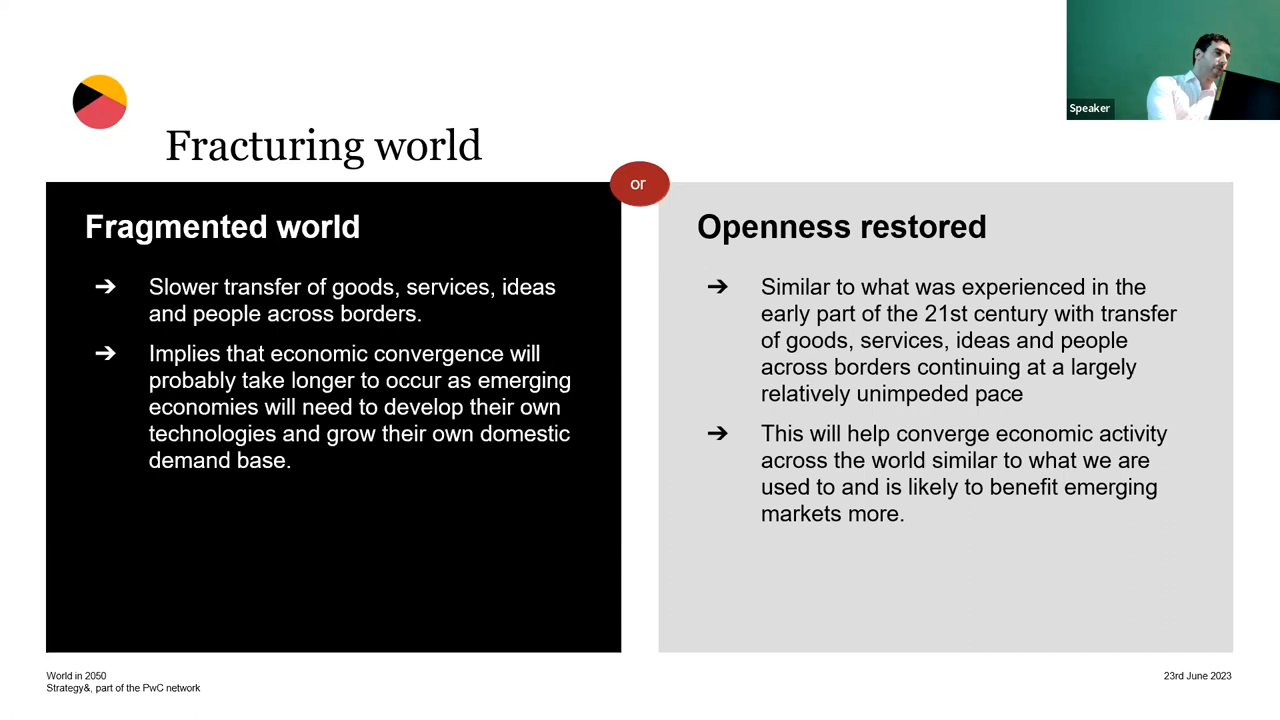 Speaker
Fracturing world
or
Fragmented world
➔ Slower transfer of goods, services, ideas
and people across borders.
➔ Implies that economic convergence will
probably take longer to occur as emerging
economies will need to develop their own
technologies and grow their own domestic
demand base.
Openness restored
➔ Similar to what was experienced in the
early part of the 21st century with transfer
of goods, services, ideas and people
across borders continuing at a largely
relatively unimpeded pace
➔ This will help converge economic activity
across the world similar to what we are
used to and is likely to benefit emerging
markets more.
World in 2050
Strategy&, part of the PwC network
23rd June 2023